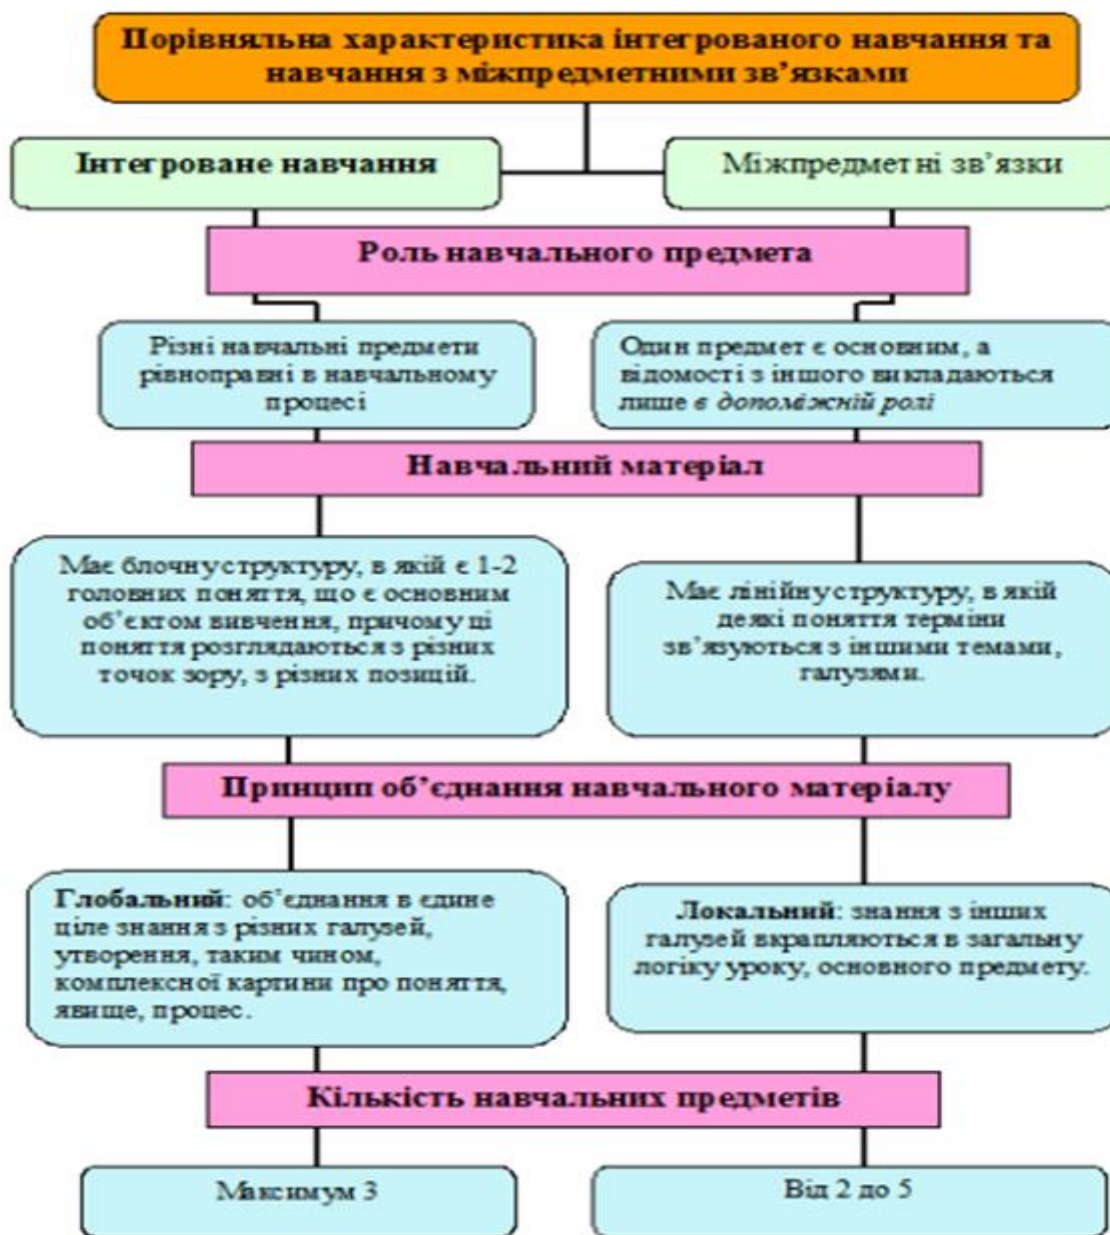 Порівняльна характеристика інтегрованого навчання та
навчання з міжпредметними зв’язками
Інтегроване навчання
Міжпредметні зв’язки
Роль навчального предмета
Різні навчальні предмети
рівноправні в навчальному
процесі
Один предмет є основним, а
відомості з іншого викладаються
лише в допоміжній ролі
Навчальний матеріал
Має блочну структуру, в якій є 1-2
головних поняття, що є основним
об’єктом вивчення, причому ці
поняття розглядаються з різних
точок зору, з різних позицій.
Має лінійну структуру, в якій
деякі поняття терміни
зв’язуються з іншими темами,
галузями.
Принцип об’єднання навчального матеріалу
Глобальний: об’єднання в єдине
ціле знання з різних галузей,
утворення, таким чином,
комплексної картини про поняття,
явище, процес.
Локальний: знання з інших
галузей вкрапляються в загальну
логіку уроку, основного предмету.
Кількість навчальних предметів
Максимум 3
Від 2 до 5